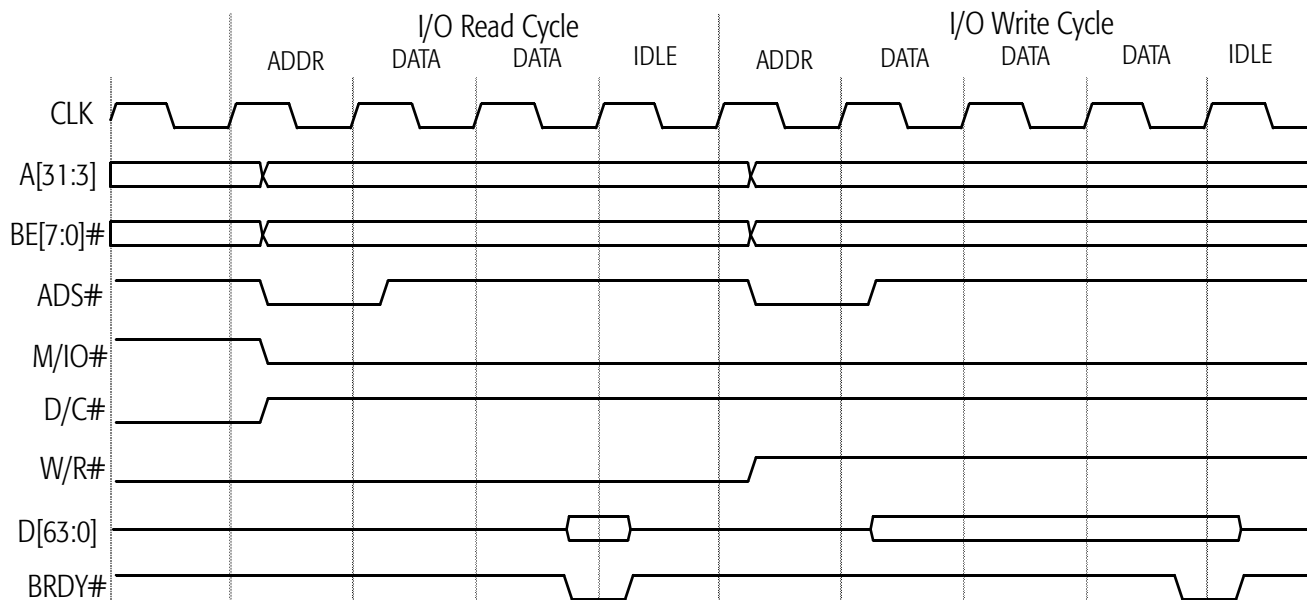 I/O Read Cycle I/O Write Cycle
ADDR DATA DATA IDLE ADDR DATA DATA DATA IDLE
CLK
A[31:3]
BE[7:0]#
ADS#
M/IO#
D/C#
W/R#
D[63:0]
BRDY#